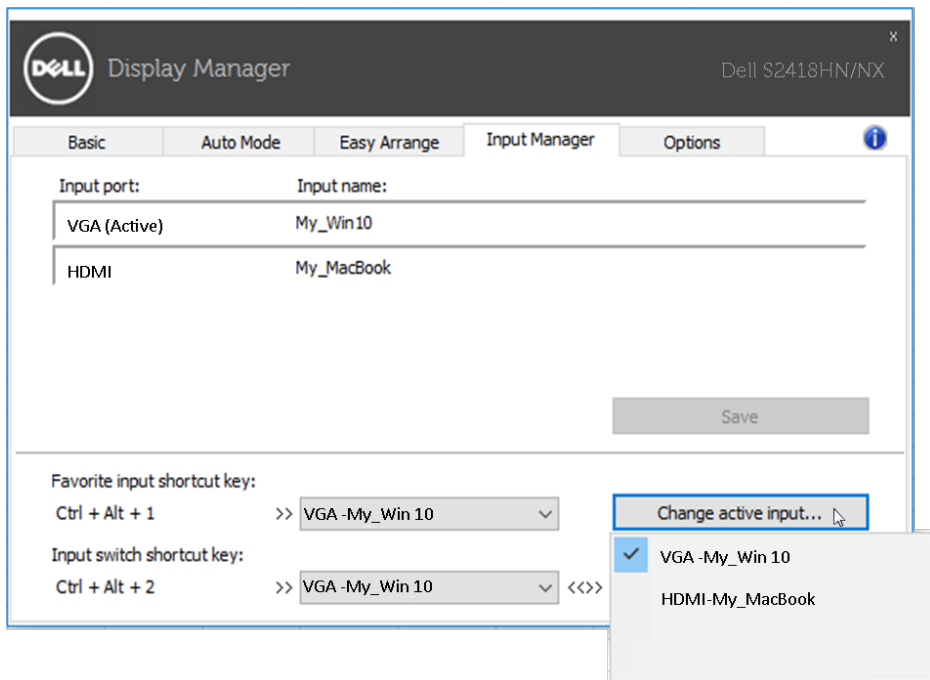 x
DELL Display Manager Dell S2418HN/NX
Basic Auto Mode Easy Arrange Input Manager Options i
Input port: Input name:
VGA (Active) My_Win10
HDMI My_MacBook
Save
Favorite input shortcut key:
Ctrl + Alt + 1 >> VGA -My_Win 10 Change active input...
Input switch shortcut key:
VGA -My_Win 10
Ctrl + Alt + 2 >> VGA -My_Win 10 <<>>
HDMI-My_MacBook